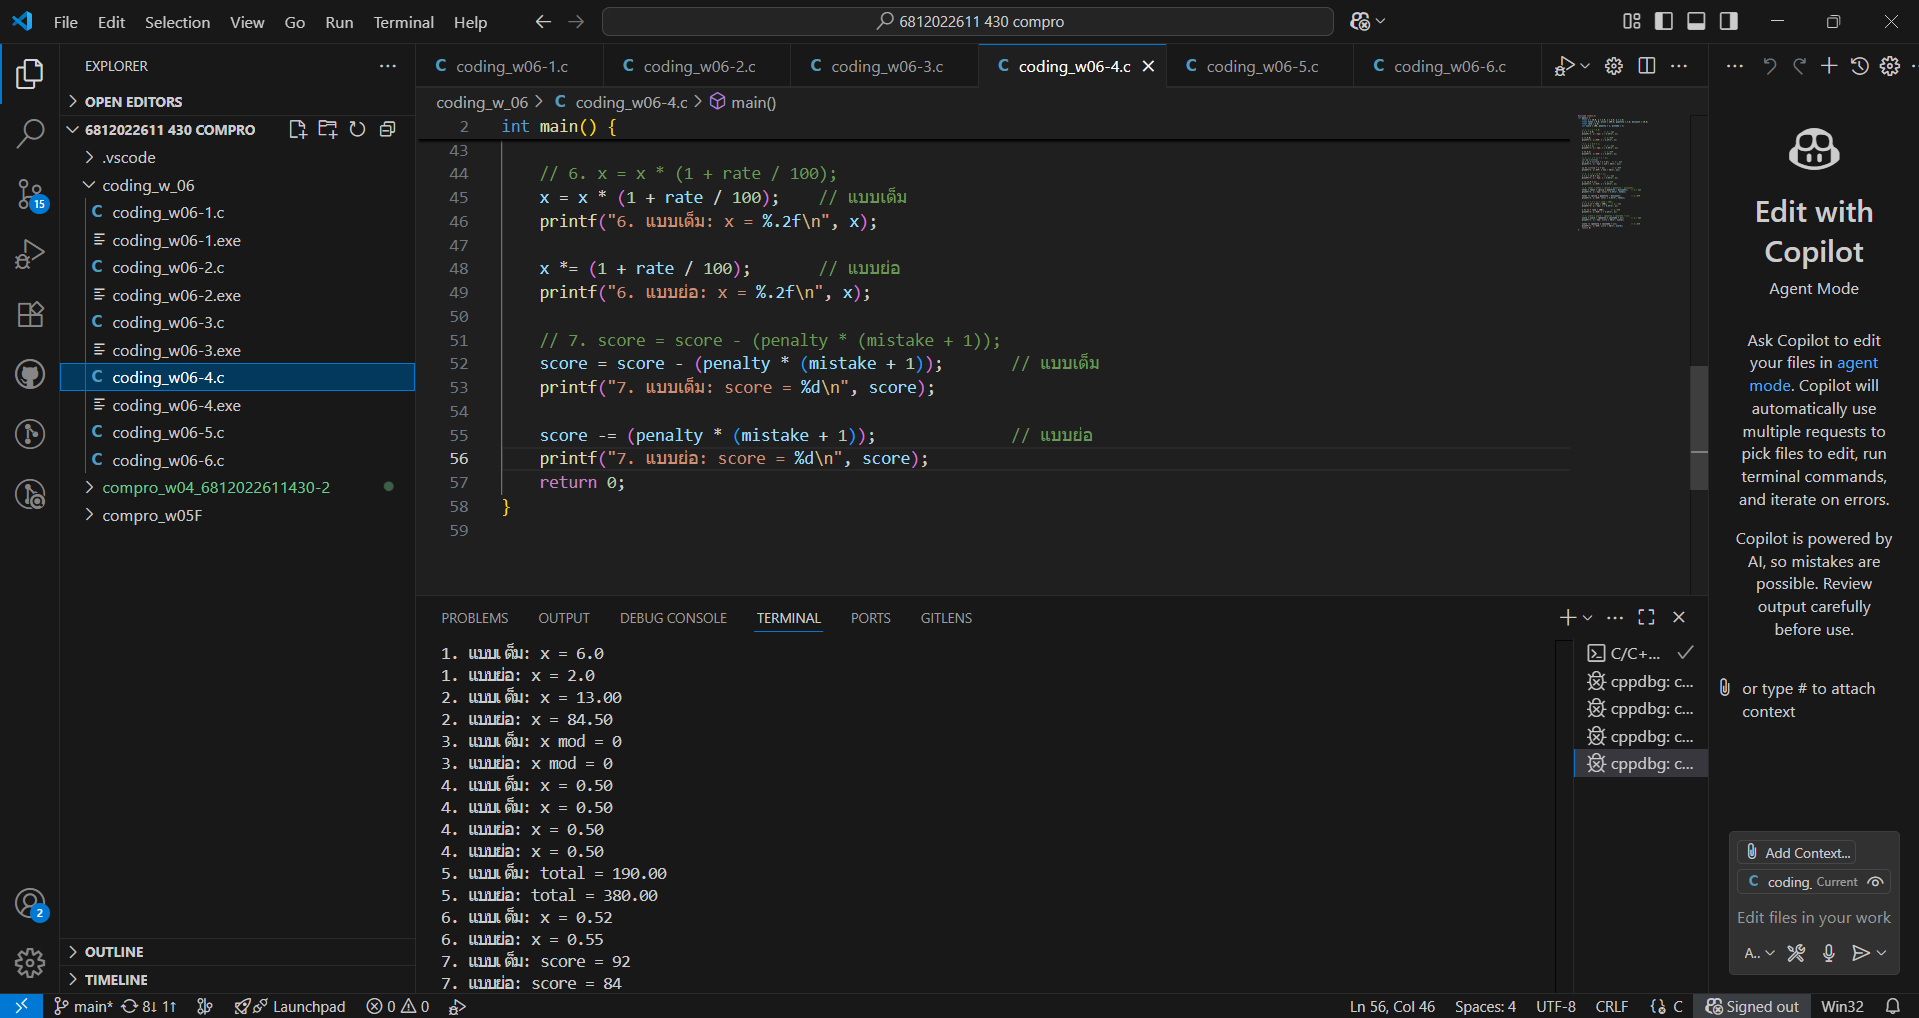 File Edit Selection View Go Run Terminal Help
6812022611 430 compro
EXPLORER
OPEN EDITORS
6812022611 430 COMPRO
.vscode
coding_w_06
C coding_w06-1.c
coding_w06-1.exe
C coding_w06-2.c
coding_w06-2.exe
C coding_w06-3.c
coding_w06-3.exe
C coding_w06-4.c
coding_w06-4.exe
C coding_w06-5.c
C coding_w06-6.c
compro_w04_6812022611430-2
compro_w05F
OUTLINE
TIMELINE
15
2
C coding_w06-1.c C coding_w06-2.c C coding_w06-3.c C coding_w06-4.c C coding_w06-5.c C coding_w06-6.c
coding_w_06 > C coding_w06-4.c > main()
2 int main() {
43
44 // 6. x = x * (1 + rate / 100);
45 x = x * (1 + rate / 100); // แบบเต็ม
46 printf("6. แบบเต็ม: x = %.2f\n", x);
47
48 x *= (1 + rate / 100); // แบบย่อ
49 printf("6. แบบย่อ: x = %.2f\n", x);
50
51 // 7. score = score - (penalty * (mistake + 1));
52 score = score - (penalty * (mistake + 1)); // แบบเต็ม
53 printf("7. แบบเต็ม: score = %d\n", score);
54
55 score -= (penalty * (mistake + 1)); // แบบย่อ
56 printf("7. แบบย่อ: score = %d\n", score);
57 return 0;
58 }
59
PROBLEMS OUTPUT DEBUG CONSOLE TERMINAL PORTS GITLENS
1. แบบเต็ม: x = 6.0
1. แบบย่อ: x = 2.0
2. แบบเต็ม: x = 13.00
2. แบบย่อ: x = 84.50
3. แบบเต็ม: x mod = 0
3. แบบย่อ: x mod = 0
4. แบบเต็ม: x = 0.50
4. แบบเต็ม: x = 0.50
4. แบบย่อ: x = 0.50
4. แบบย่อ: x = 0.50
5. แบบเต็ม: total = 190.00
5. แบบย่อ: total = 380.00
6. แบบเต็ม: x = 0.52
6. แบบย่อ: x = 0.55
7. แบบเต็ม: score = 92
7. แบบย่อ: score = 84
C/C+...
cppdbg: c...
cppdbg: c...
cppdbg: c...
cppdbg: c...
Edit with
Copilot
Agent Mode
Ask Copilot to edit
your files in agent
mode. Copilot will
automatically use
multiple requests to
pick files to edit, run
terminal commands,
and iterate on errors.
Copilot is powered by
AI, so mistakes are
possible. Review
output carefully
before use.
or type # to attach
context
Add Context...
C coding. Current
Edit files in your work
A..
main* 8↓ 1↑ Launchpad 0 0
Ln 56, Col 46 Spaces: 4 UTF-8 CRLF {} C Signed out Win32